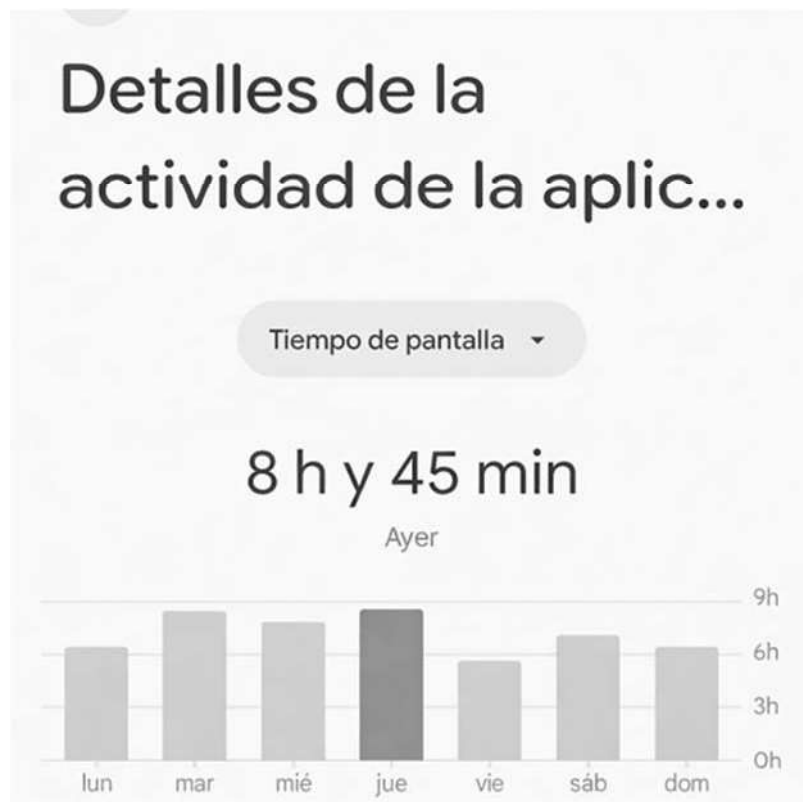 Detalles de la
actividad de la aplic...
Tiempo de pantalla
8 h y 45 min
Ayer
9h
6h
3h
0h
lun mar mié jue vie sáb dom